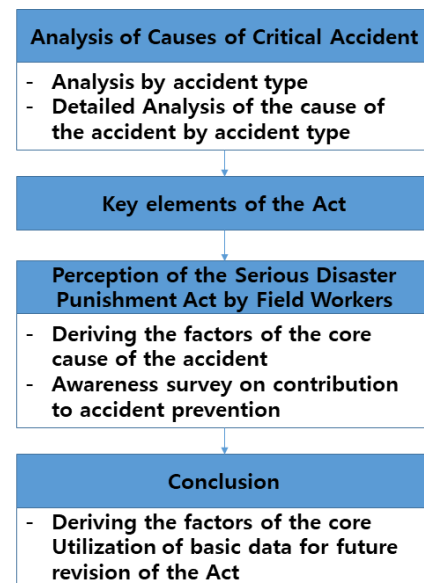 Analysis of Causes of Critical Accident
- Analysis by accident type
- Detailed Analysis of the cause of
the accident by accident type
Key elements of the Act
Perception of the Serious Disaster
Punishment Act by Field Workers
- Deriving the factors of the core
cause of the accident
- Awareness survey on contribution
to accident prevention
Conclusion
- Deriving the factors of the core
Utilization of basic data for future
revision of the Act